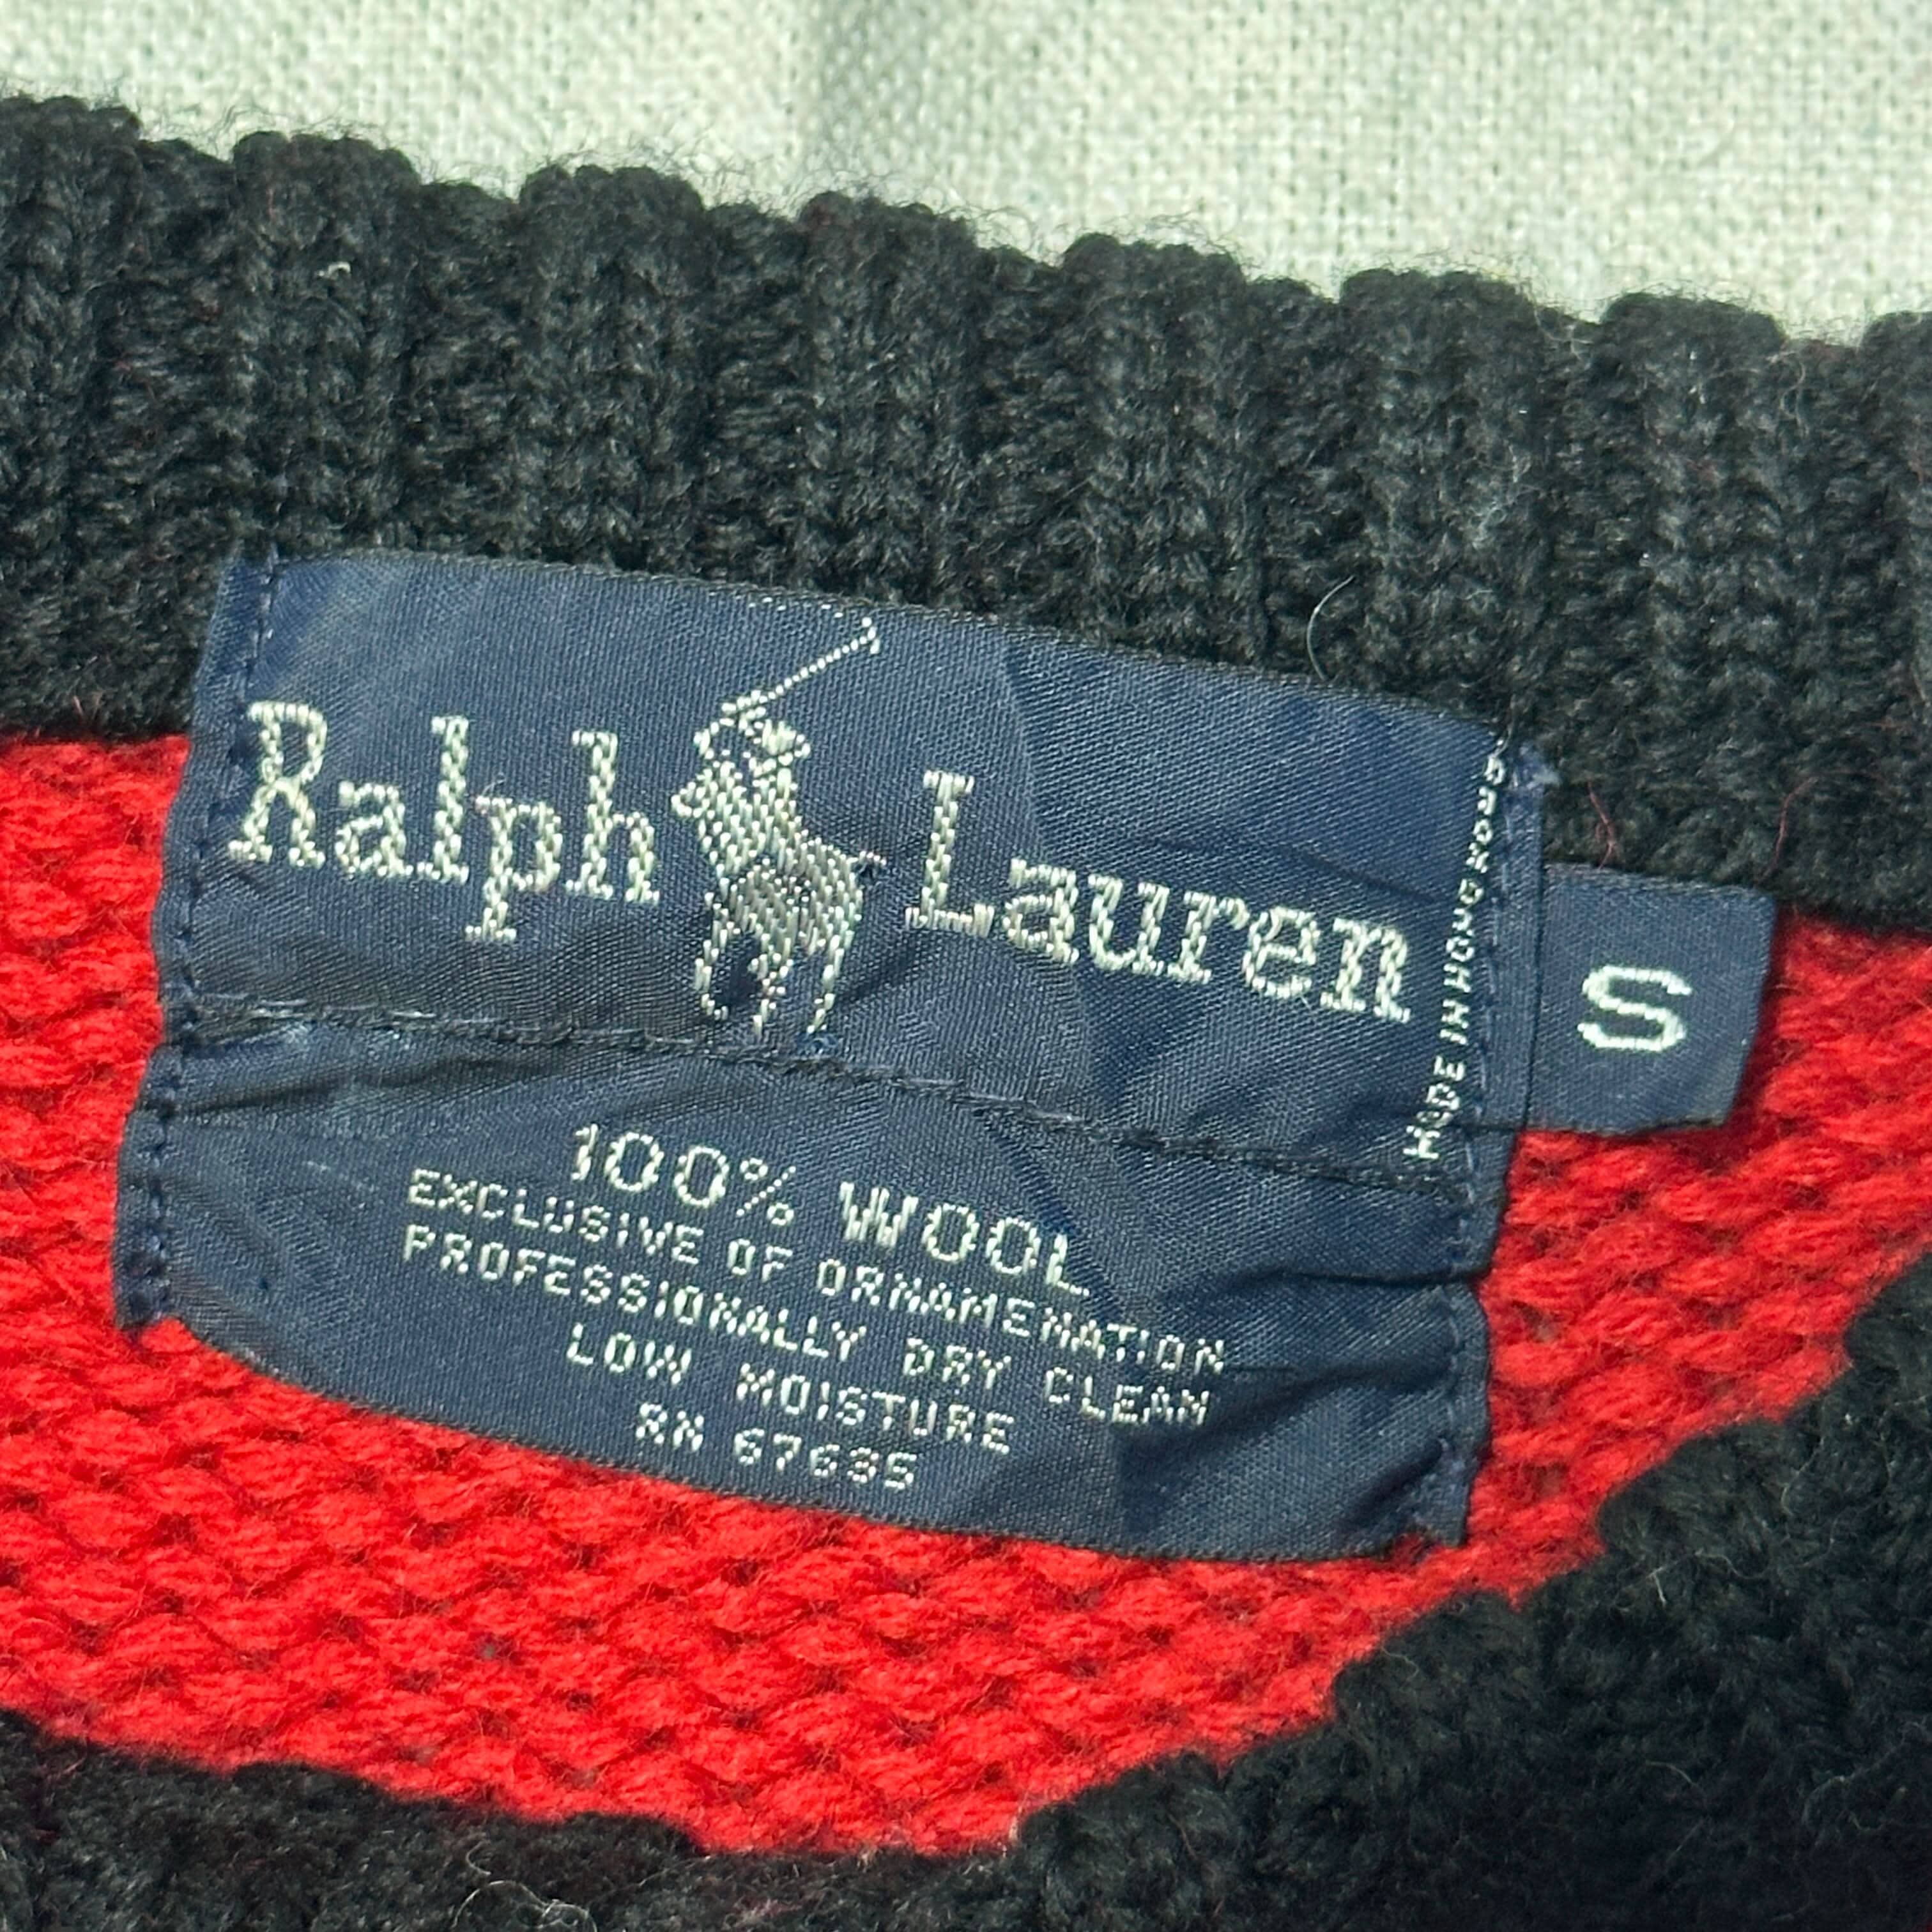 Ralph Lauren
MADE IN HONG KONG
S
100% WOOL
EXCLUSIVE OF ORNAMENATION
PROFESSIONALLY DRY CLEAN
LOW MOISTURE
RN 67635